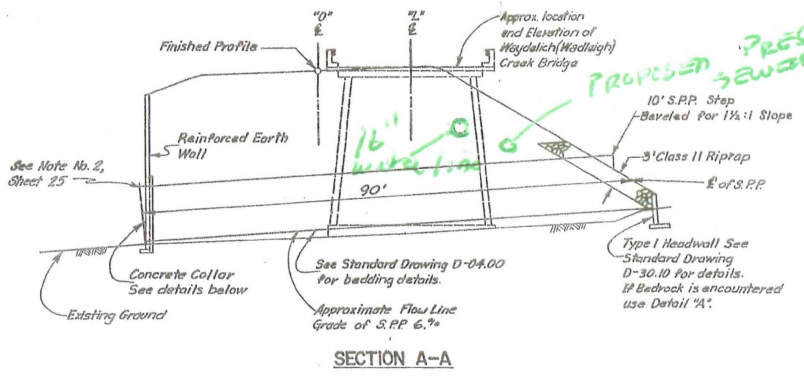 "O"
℄
"L"
℄
Finished Profile
Approx. location
and Elevation of
Waydalich (Wadleigh)
Creek Bridge
PROPOSED PRES
SEWE
10' S.P.P. Step
Beveled for 1½:1 Slope
16"
water line
Reinforced Earth
Wall
3' Class II Riprap
See Note No. 2,
Sheet 25
90'
℄ of S.P.P.
Concrete Collar
See details below
See Standard Drawing D-04.00
for bedding details.
Type I Headwall See
Standard Drawing
D-30.10 for details.
If Bedrock is encountered
use Detail "A".
Existing Ground
Approximate Flow Line
Grade of S.P.P. 6.%
SECTION A-A